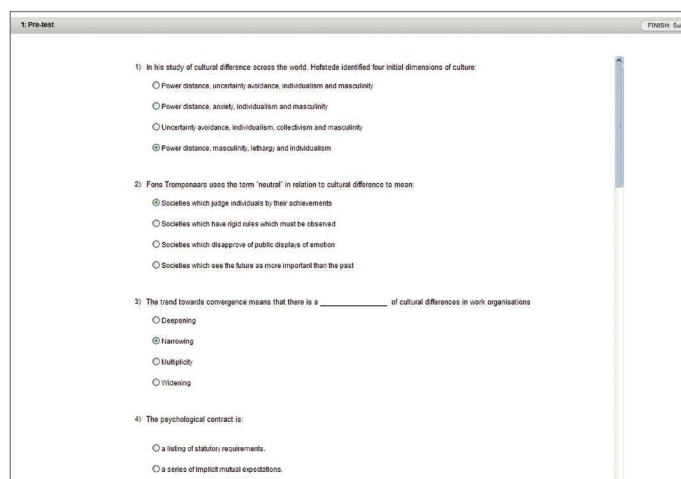 1: Pre-test
FINISH: Su
1) In his study of cultural difference across the world, Hofstede identified four initial dimensions of culture:
Power distance, uncertainty avoidance, individualism and masculinity
Power distance, anxiety, individualism and masculinity
Uncertainty avoidance, individualism, collectivism and masculinity
Power distance, masculinity, lethargy and individualism
2) Fons Trompenaars uses the term 'neutral' in relation to cultural difference to mean:
Societies which judge individuals by their achievements
Societies which have rigid rules which must be observed
Societies which disapprove of public displays of emotion
Societies which see the future as more important than the past
3) The trend towards convergence means that there is a ________________ of cultural differences in work organisations
Deepening
Narrowing
Multiplicity
Widening
4) The psychological contract is:
a listing of statutory requirements.
a series of implicit mutual expectations.